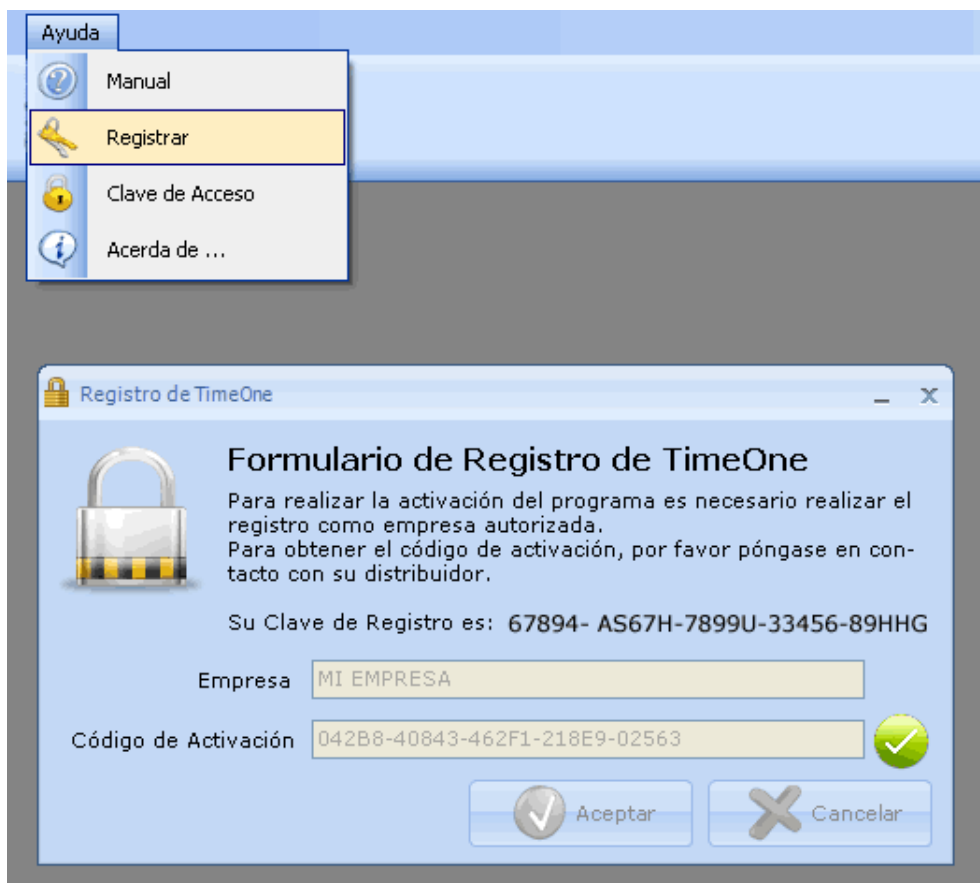 Ayuda
Manual
Registrar
Clave de Acceso
Acerda de ...
Registro de TimeOne
Formulario de Registro de TimeOne
Para realizar la activación del programa es necesario realizar el
registro como empresa autorizada.
Para obtener el código de activación, por favor póngase en con-
tacto con su distribuidor.
Su Clave de Registro es: 67894- AS67H-7899U-33456-89HHG
Empresa MI EMPRESA
Código de Activación 042B8-40843-462F1-218E9-02563
Aceptar Cancelar